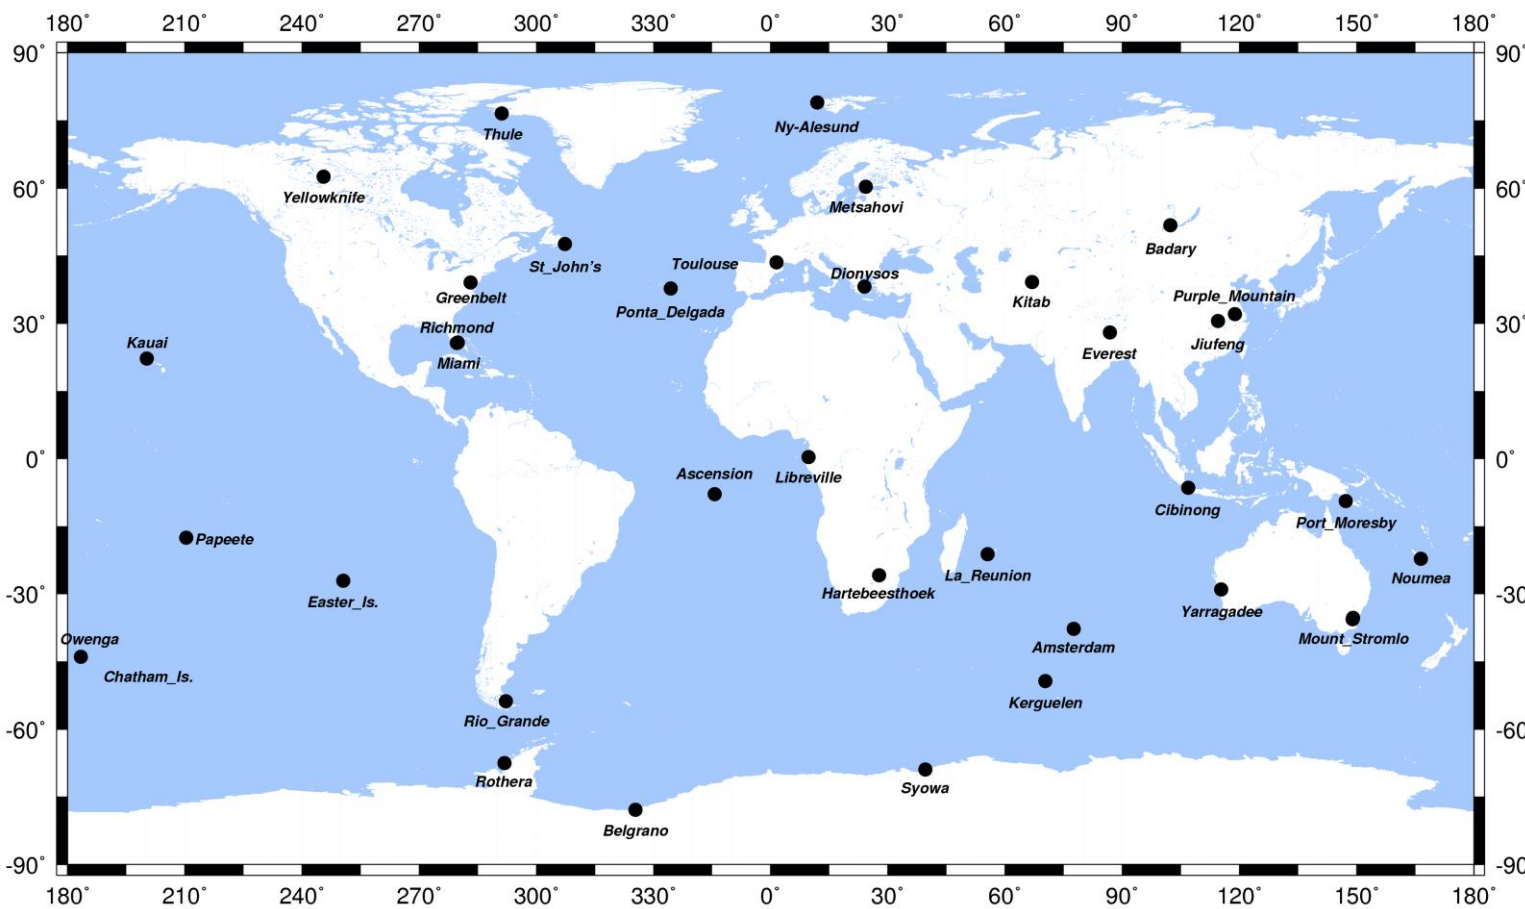 180° 210° 240° 270° 300° 330° 0° 30° 60° 90° 120° 150° 180°
90° 90°
Thule
Ny-Alesund
60° 60°
Yellowknife
Metsahovi
Badary
St_John's
Toulouse
Dionysos
Greenbelt
Ponta_Delgada
Kitab
Purple_Mountain
30° 30°
Richmond
Kauai
Jiufeng
Everest
Miami
0° 0°
Ascension
Libreville
Cibinong
Port_Moresby
Papeete
La_Reunion
Noumea
-30° -30
Hartebeesthoek
Easter_Is.
Yarragadee
Owenga
Mount_Stromlo
Amsterdam
Chatham_Is.
Kerguelen
Rio_Grande
-60° -60
Rothera
Syowa
Belgrano
-90° -90
180° 210° 240° 270° 300° 330° 0° 30° 60° 90° 120° 150° 180°